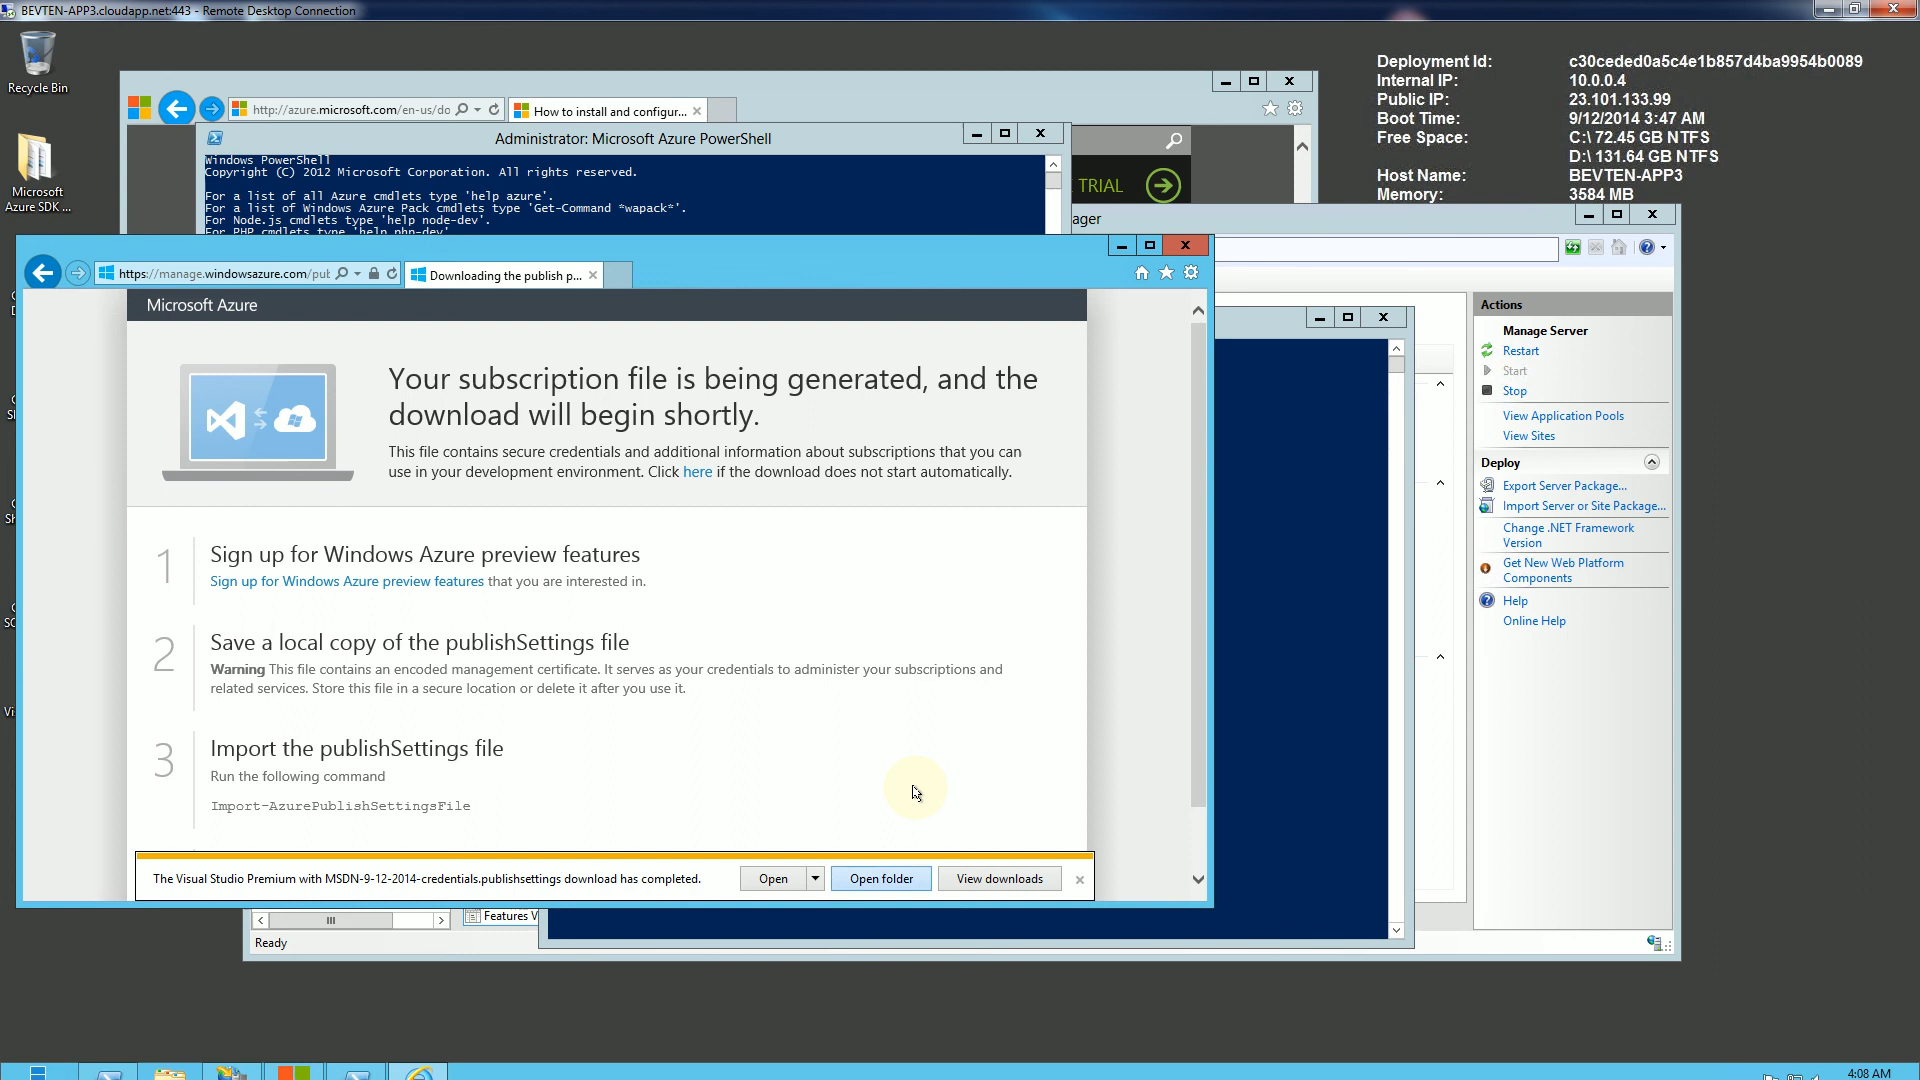 BEVTEN-APP3.cloudapp.net:443 - Remote Desktop Connection
Recycle Bin
Microsoft
Azure SDK ...
Deployment Id: c30ceded0a5c4e1b857d4ba9954b0089
Internal IP: 10.0.0.4
Public IP: 23.101.133.99
Boot Time: 9/12/2014 3:47 AM
Free Space: C:\ 72.45 GB NTFS
D:\ 131.64 GB NTFS
Host Name: BEVTEN-APP3
Memory: 3584 MB
http://azure.microsoft.com/en-us/do
How to install and configur...
TRIAL
Administrator: Microsoft Azure PowerShell
Windows PowerShell
Copyright (C) 2012 Microsoft Corporation. All rights reserved.
For a list of all Azure cmdlets type 'help azure'.
For a list of Windows Azure Pack cmdlets type 'Get-Command *wapack*'.
For Node.js cmdlets type 'help node-dev'.
For PHP cmdlets type 'help php-dev'
ager
https://manage.windowsazure.com/pub
Downloading the publish p...
Microsoft Azure
Your subscription file is being generated, and the
download will begin shortly.
This file contains secure credentials and additional information about subscriptions that you can
use in your development environment. Click here if the download does not start automatically.
1
Sign up for Windows Azure preview features
Sign up for Windows Azure preview features that you are interested in.
2
Save a local copy of the publishSettings file
Warning This file contains an encoded management certificate. It serves as your credentials to administer your subscriptions and
related services. Store this file in a secure location or delete it after you use it.
3
Import the publishSettings file
Run the following command
Import-AzurePublishSettingsFile
The Visual Studio Premium with MSDN-9-12-2014-credentials.publishsettings download has completed.
Open
Open folder
View downloads
Actions
Manage Server
Restart
Start
Stop
View Application Pools
View Sites
Deploy
Export Server Package...
Import Server or Site Package...
Change .NET Framework
Version
Get New Web Platform
Components
Help
Online Help
Features V
Ready
4:08 AM